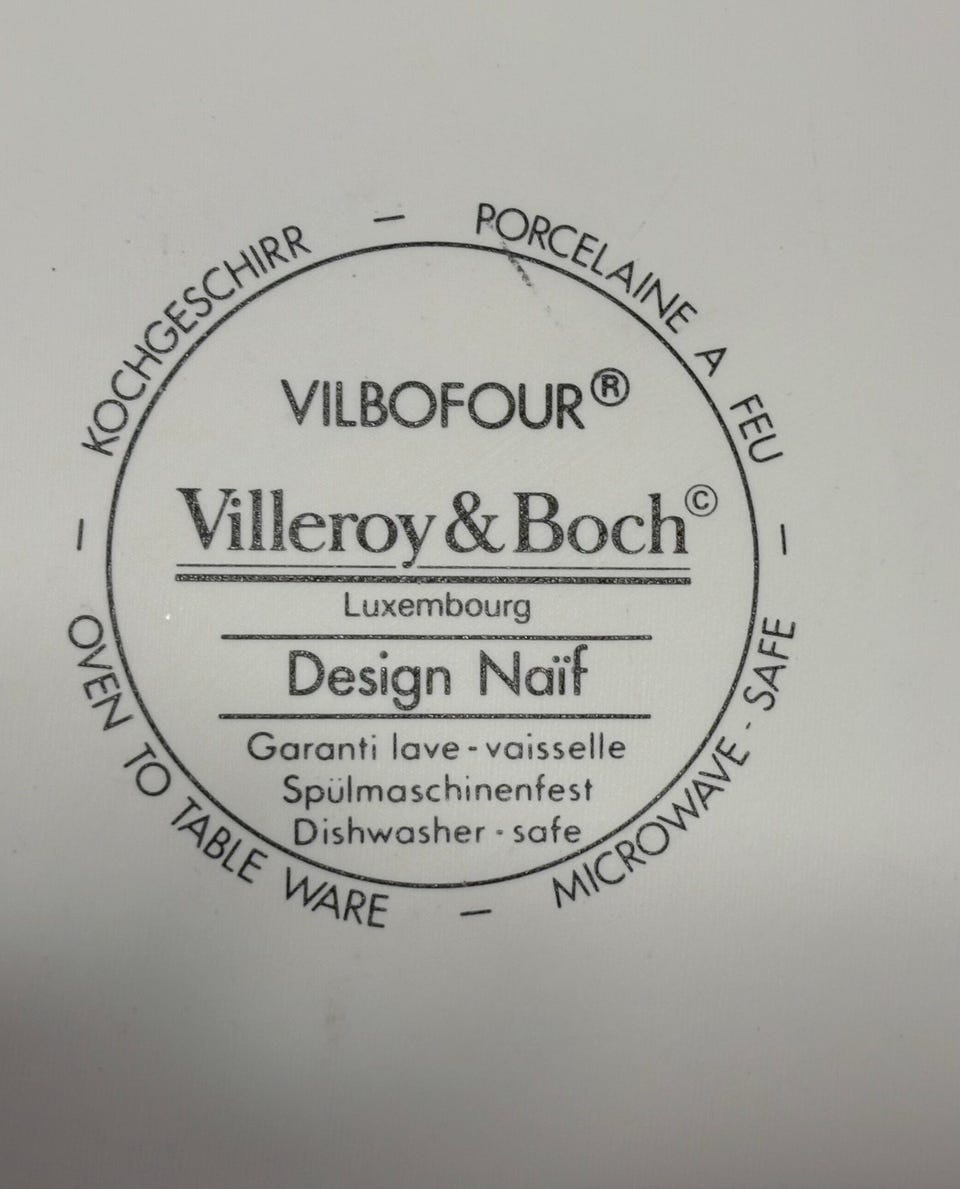 KOCHGESCHIRR — PORCELAINE A FEU — MICROWAVE - SAFE — OVEN TO TABLE WARE —
VILBOFOUR®
Villeroy & Boch©
Luxembourg
Design Naïf
Garanti lave - vaisselle
Spülmaschinenfest
Dishwasher - safe